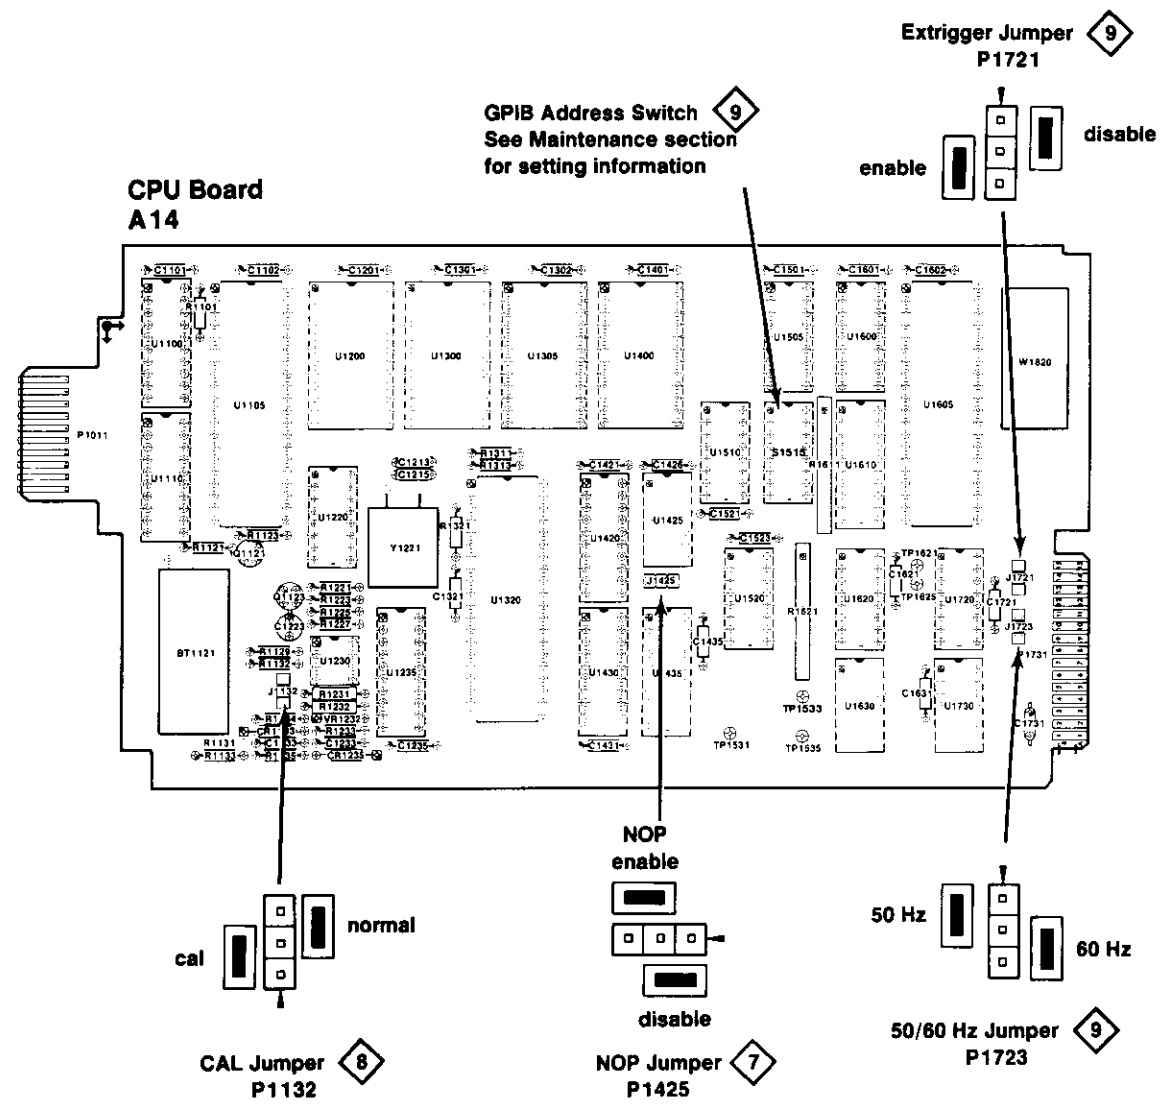 Extrigger Jumper 9
P1721
GPIB Address Switch 9
See Maintenance section
for setting information
enable
disable
CPU Board
A14
C1101
C1102
C1201
C1301
C1302
C1401
C1501
C1601
C1602
R1101
U1100
U1105
U1200
U1300
U1305
U1400
U1505
U1600
U1605
W1820
P1011
U1110
U1510
S1515
R1611
U1610
R1311
R1313
C1213
C1215
C1421
C1426
U1220
Y1221
R1321
U1420
U1425
C1521
R1123
R1121
Q1121
C1523
TP1621
J1425
J1721
R1221
R1223
R1225
R1227
Q1123
C1223
C1321
U1320
U1520
R1521
U1620
C1621
TP1625
U1720
C1721
J1723
BT1121
R1129
R1132
U1230
U1235
U1430
U1435
C1435
P1731
J1132
R1231
R1232
VR1232
R1233
C1233
CR1235
C1235
R1131
R1133
C1133
R1135
C1431
TP1531
TP1533
TP1535
U1630
C1631
U1730
C1731
cal
normal
CAL Jumper 8
P1132
NOP
enable
disable
NOP Jumper 7
P1425
50 Hz
60 Hz
50/60 Hz Jumper 9
P1723